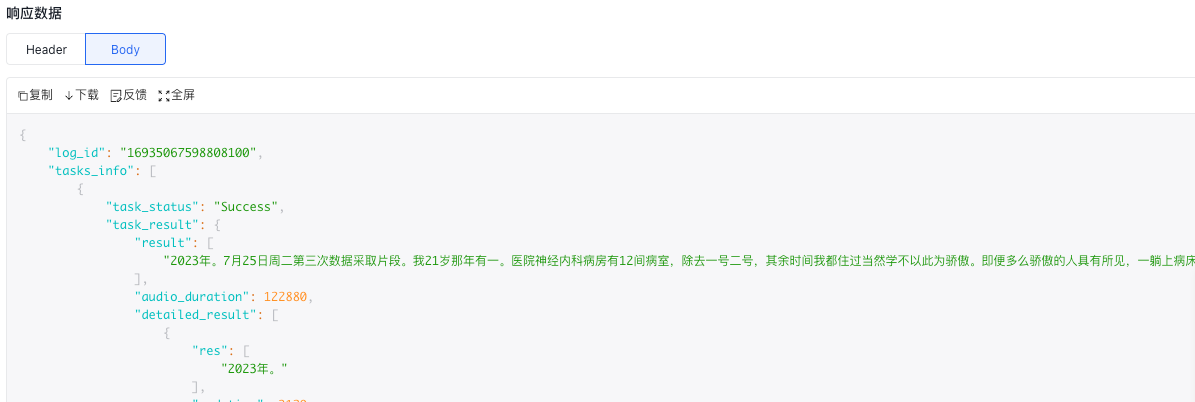 响应数据
Header Body
复制 下载 反馈 全屏
{
"log_id": "16935067598808100",
"tasks_info": [
{
"task_status": "Success",
"task_result": {
"result": [
"2023年。7月25日周二第三次数据采取片段。我21岁那年有一。医院神经内科病房有12间病室，除去一号二号，其余时间我都住过当然学不以此为骄傲。即便多么骄傲的人具有所见，一躺上病床
],
"audio_duration": 122880,
"detailed_result": [
{
"res": [
"2023年。"
],